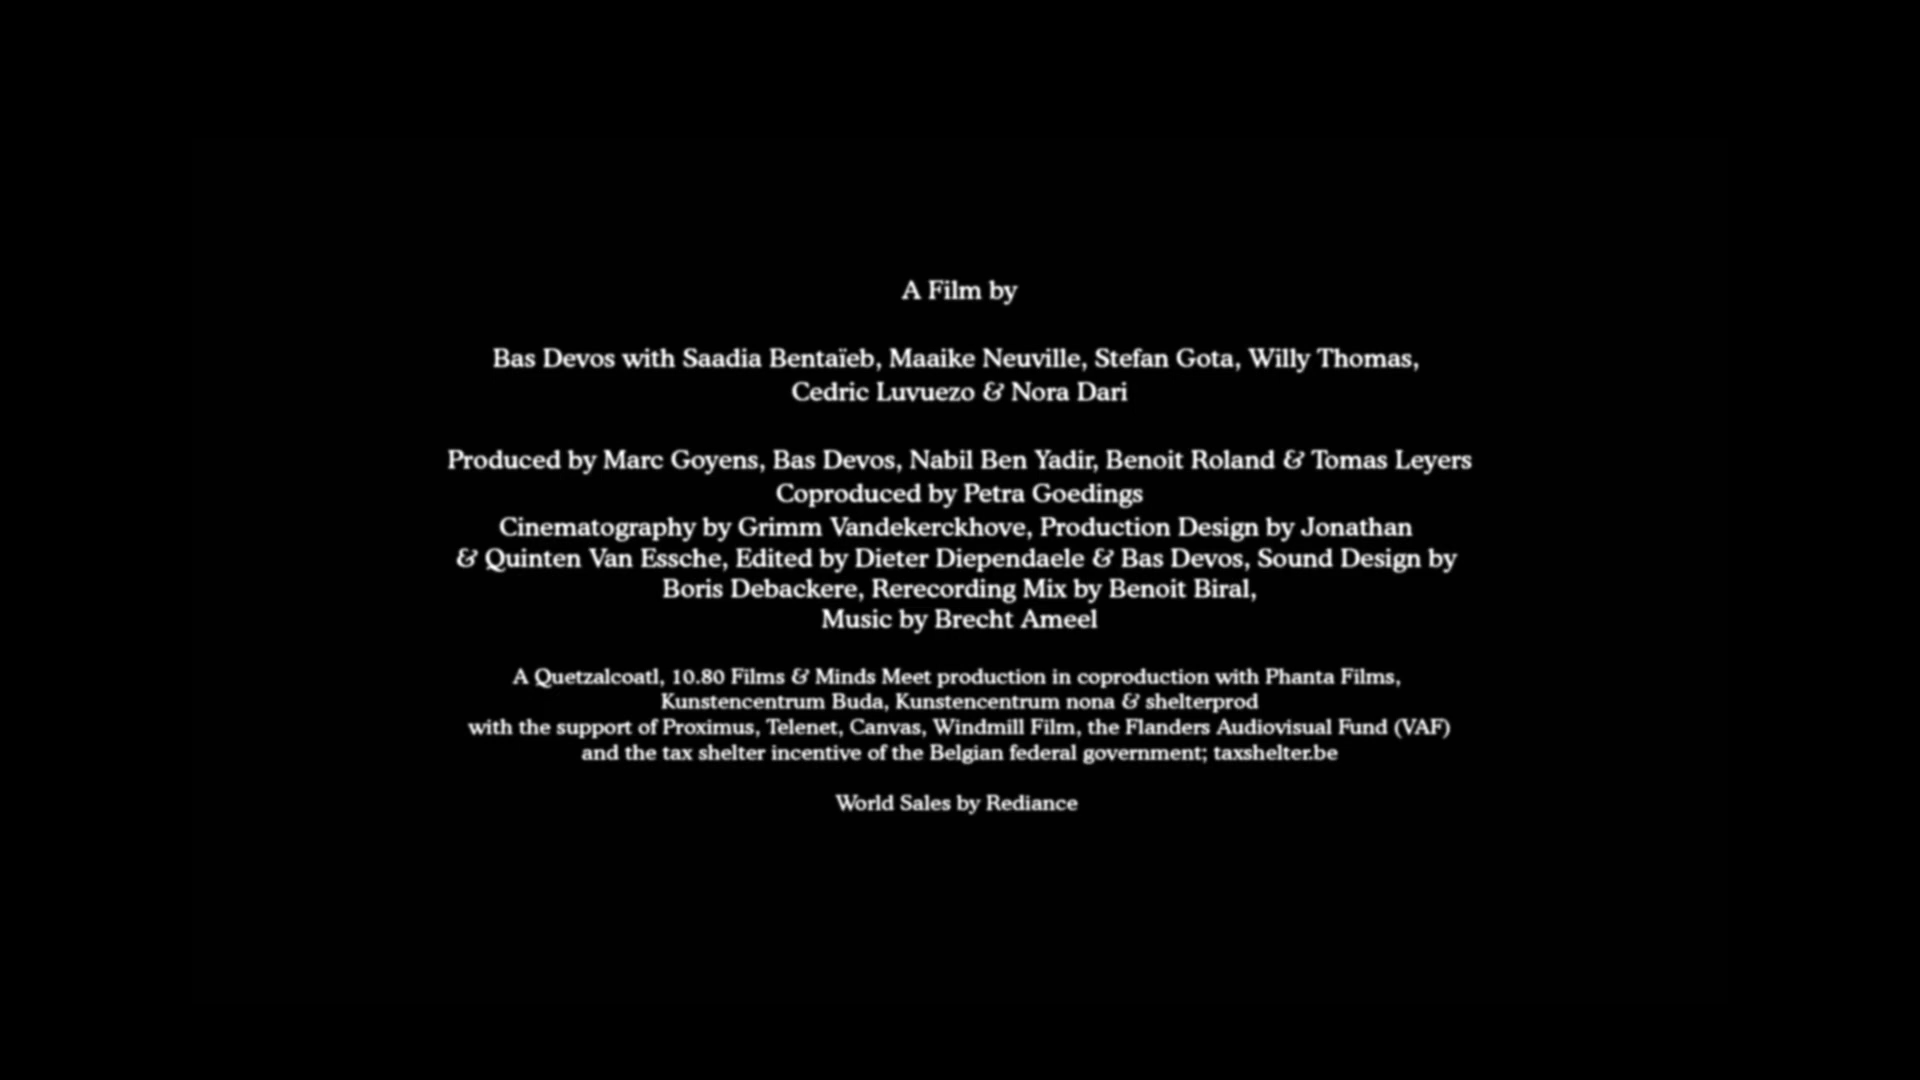 A Film by
Bas Devos with Saadia Bentaïeb, Maaike Neuville, Stefan Gota, Willy Thomas,
Cedric Luvuezo & Nora Dari
Produced by Marc Goyens, Bas Devos, Nabil Ben Yadir, Benoit Roland & Tomas Leyers
Coproduced by Petra Goedings
Cinematography by Grimm Vandekerckhove, Production Design by Jonathan
& Quinten Van Essche, Edited by Dieter Diependaele & Bas Devos, Sound Design by
Boris Debackere, Rerecording Mix by Benoit Biral,
Music by Brecht Ameel
A Quetzalcoatl, 10.80 Films & Minds Meet production in coproduction with Phanta Films,
Kunstencentrum Buda, Kunstencentrum nona & shelterprod
with the support of Proximus, Telenet, Canvas, Windmill Film, the Flanders Audiovisual Fund (VAF)
and the tax shelter incentive of the Belgian federal government; taxshelter.be
World Sales by Rediance